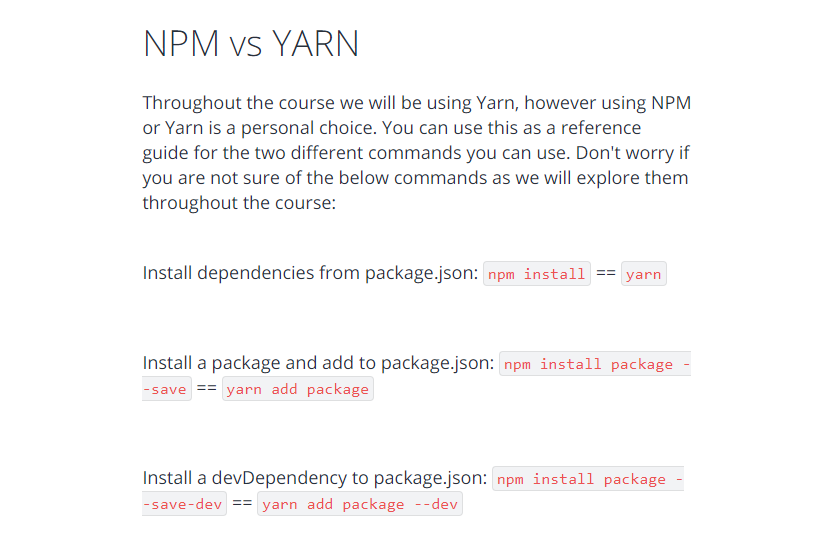 NPM vs YARN
Throughout the course we will be using Yarn, however using NPM
or Yarn is a personal choice. You can use this as a reference
guide for the two different commands you can use. Don't worry if
you are not sure of the below commands as we will explore them
throughout the course:
Install dependencies from package.json: npm install == yarn
Install a package and add to package.json: npm install package -
-save == yarn add package
Install a devDependency to package.json: npm install package -
-save-dev == yarn add package --dev